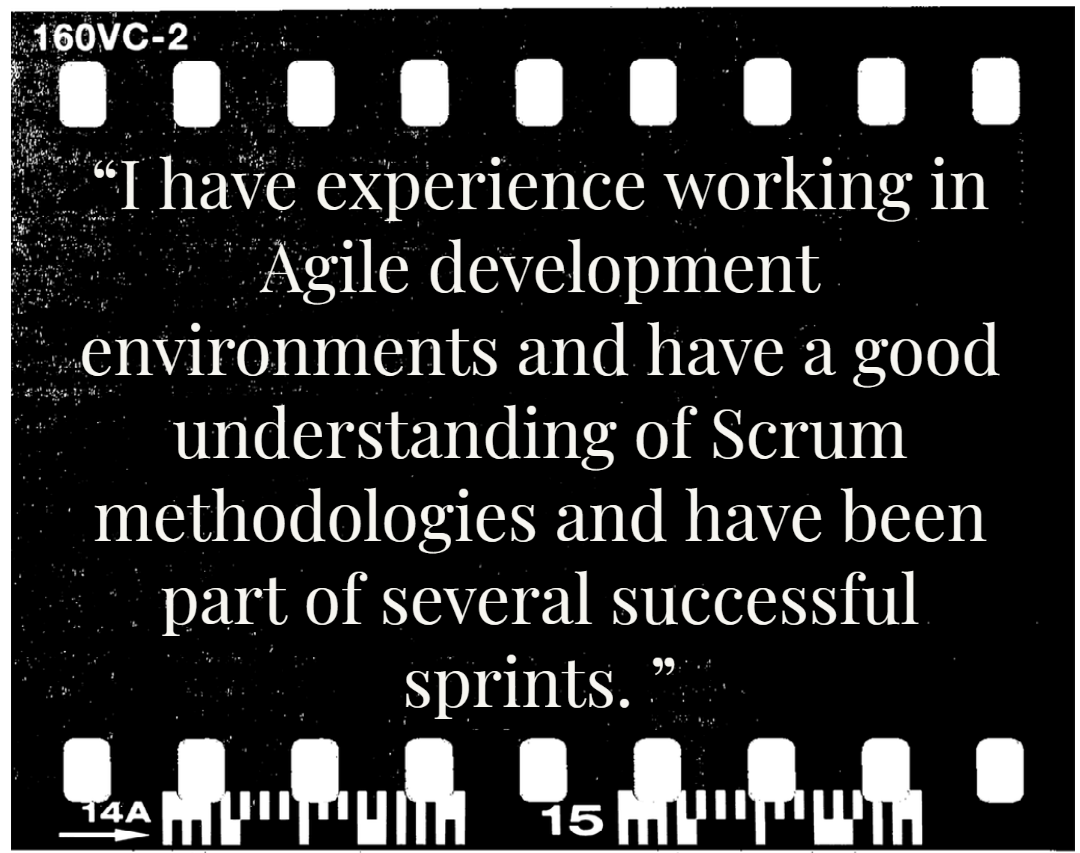 160VC-2
“I have experience working in
Agile development
environments and have a good
understanding of Scrum
methodologies and have been
part of several successful
sprints. ”
14A 15